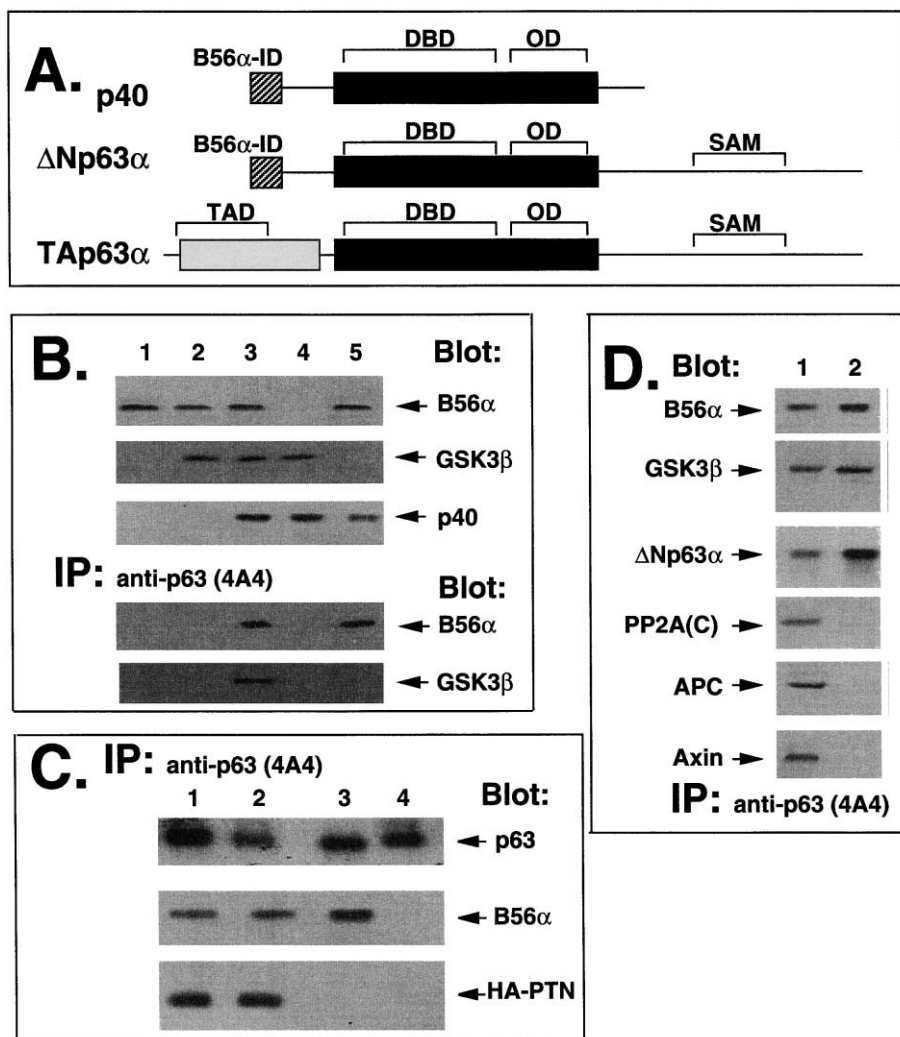 A.
B56α-ID DBD OD
p40
B56α-ID DBD OD SAM
ΔNp63α
TAD DBD OD SAM
TAp63α
B.
1 2 3 4 5 Blot:
B56α
GSK3β
p40
IP: anti-p63 (4A4)
Blot:
B56α
GSK3β
C. IP: anti-p63 (4A4)
1 2 3 4 Blot:
p63
B56α
HA-PTN
D. Blot: 1 2
B56α
GSK3β
ΔNp63α
PP2A(C)
APC
Axin
IP: anti-p63 (4A4)